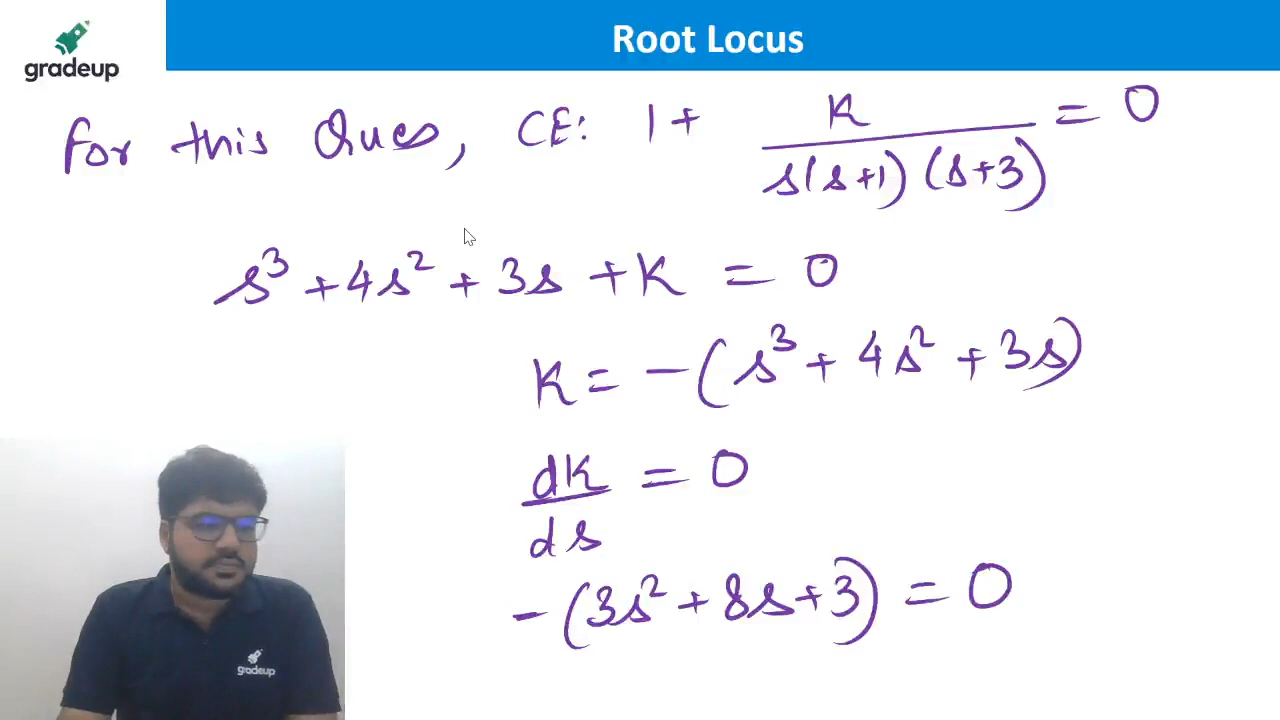 Root Locus
gradeup
For this Ques, CE: 1 + K / s(s+1)(s+3) = 0
s³ + 4s² + 3s + K = 0
K = -(s³ + 4s² + 3s)
dK/ds = 0
-(3s² + 8s + 3) = 0
gradeup